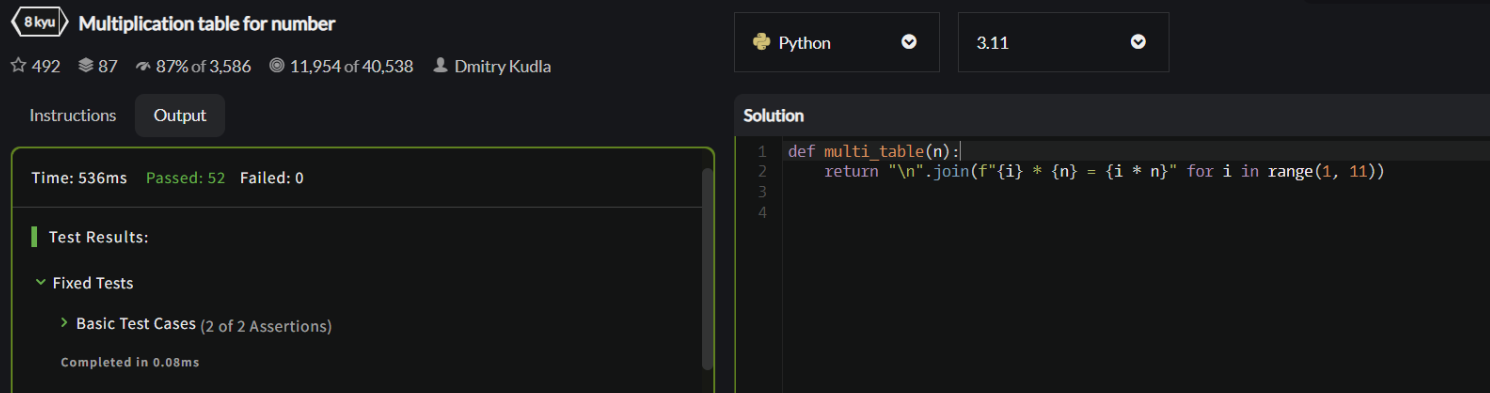 8 kyu Multiplication table for number
492 87 87% of 3,586 11,954 of 40,538 Dmitry Kudla
Instructions Output
Time: 536ms Passed: 52 Failed: 0
Test Results:
Fixed Tests
Basic Test Cases (2 of 2 Assertions)
Completed in 0.08ms
Python 3.11
Solution
1 def multi_table(n):
2     return "\n".join(f"{i} * {n} = {i * n}" for i in range(1, 11))
3
4